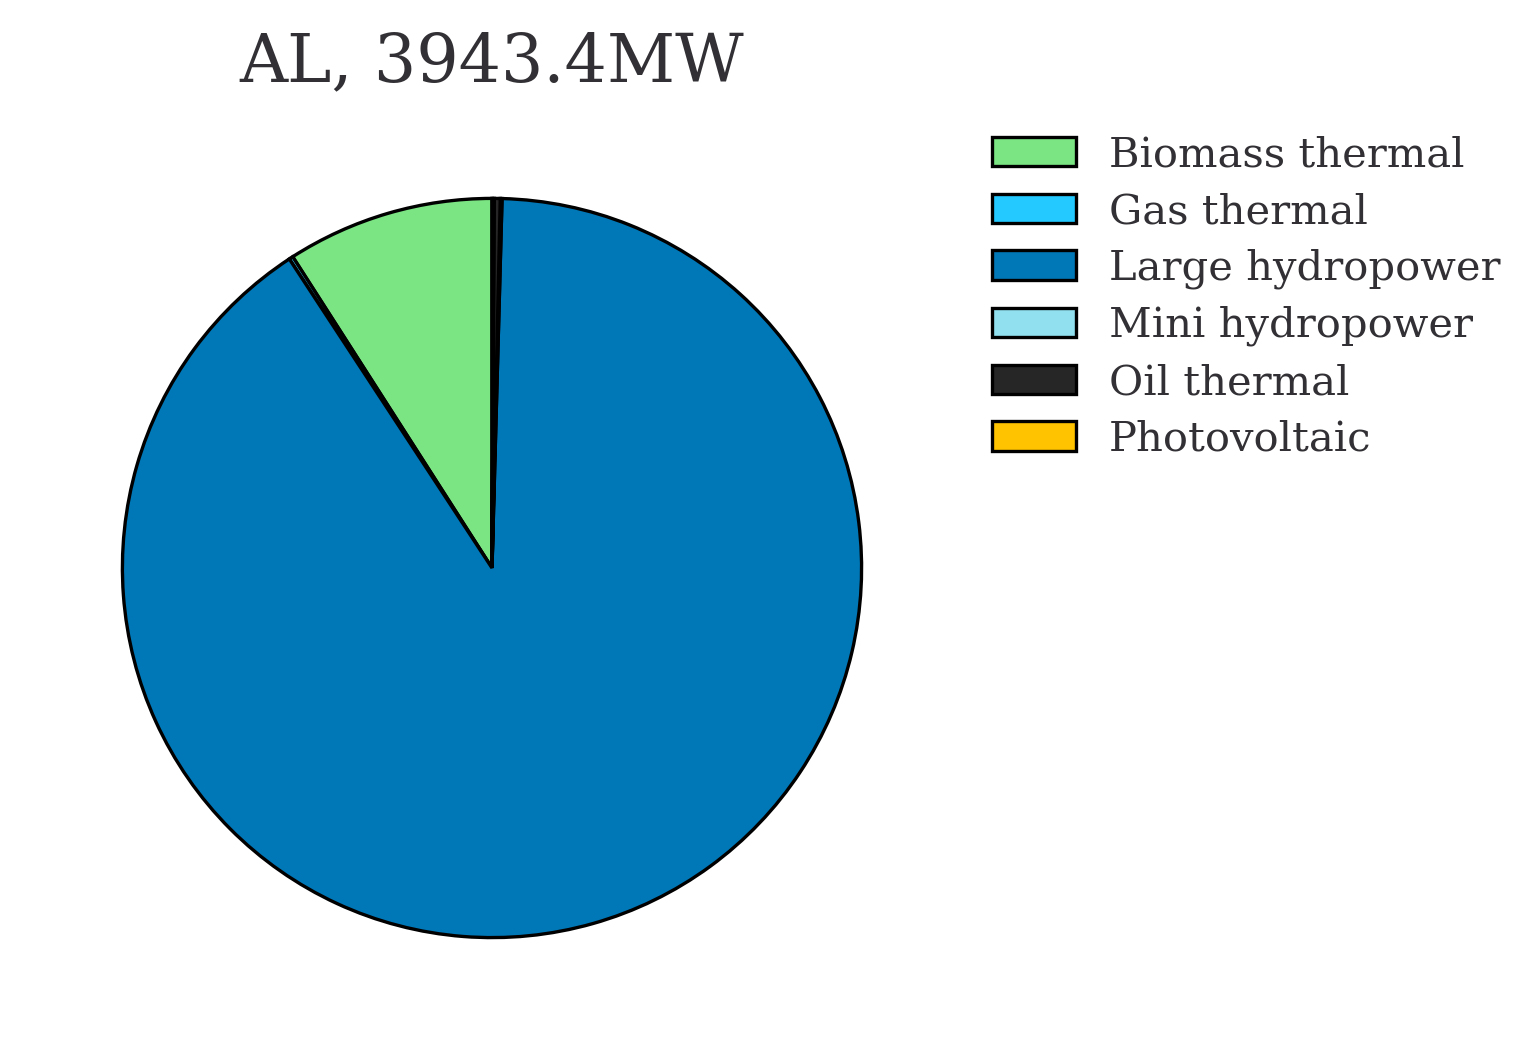 AL, 3943.4MW
Biomass thermal
Gas thermal
Large hydropower
Mini hydropower
Oil thermal
Photovoltaic